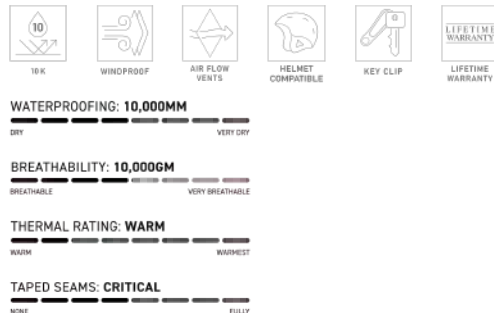 10
LIFETIME
WARRANTY
10K
WINDPROOF
AIR FLOW
VENTS
HELMET
COMPATIBLE
KEY CLIP
LIFETIME
WARRANTY
WATERPROOFING: 10,000MM
DRY VERY DRY
BREATHABILITY: 10,000GM
BREATHABLE VERY BREATHABLE
THERMAL RATING: WARM
WARM WARMEST
TAPED SEAMS: CRITICAL
NONE FULLY